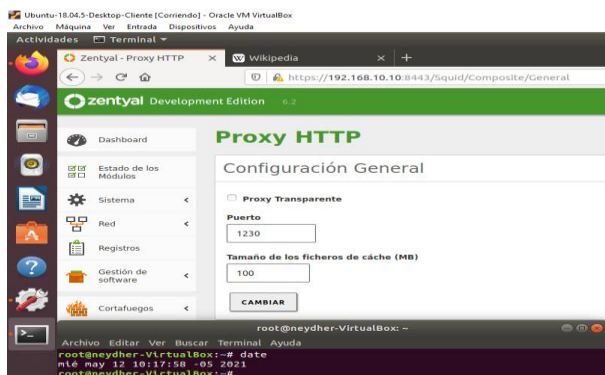 Ubuntu-18.04.5-Desktop-Cliente [Corriendo] - Oracle VM VirtualBox
Archivo Máquina Ver Entrada Dispositivos Ayuda
Actividades Terminal
Zentyal - Proxy HTTP Wikipedia
https://192.168.10.10:8443/Squid/Composite/General
zentyal Development Edition 6.2
Dashboard
Estado de los Módulos
Sistema
Red
Registros
Gestión de software
Cortafuegos
Proxy HTTP
Configuración General
Proxy Transparente
Puerto
1230
Tamaño de los ficheros de cáche (MB)
100
CAMBIAR
root@neydher-VirtualBox: ~
Archivo Editar Ver Buscar Terminal Ayuda
root@neydher-VirtualBox:~# date
mié may 12 10:17:58 -05 2021
root@neydher-VirtualBox:~#